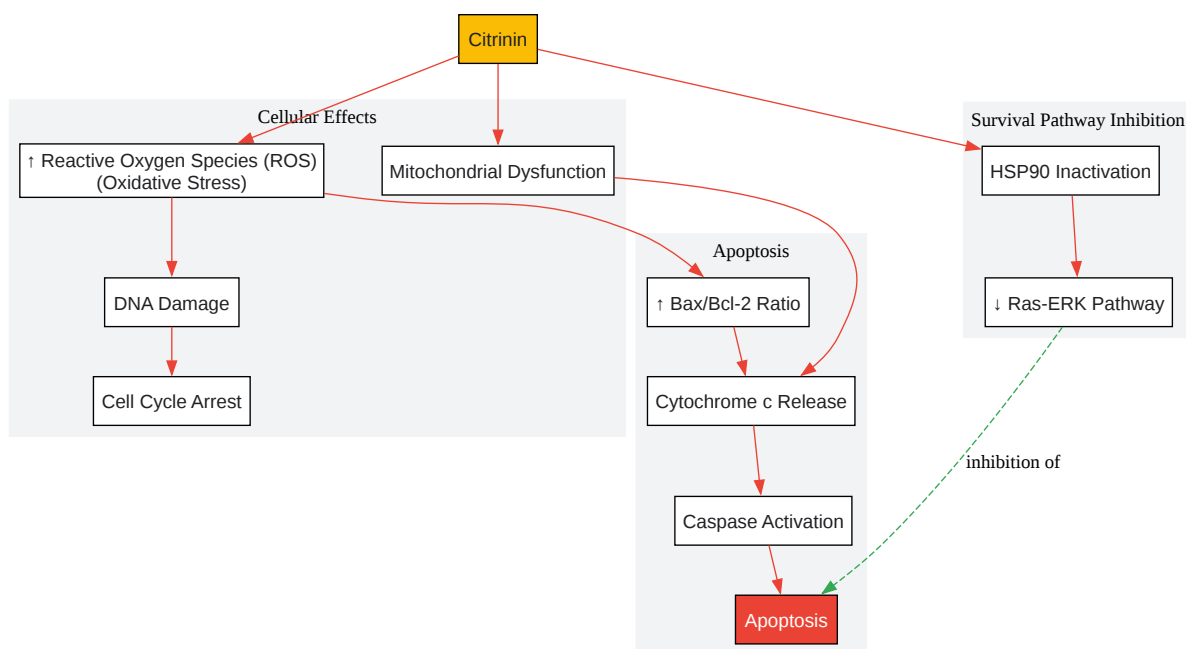 Citrinin
Cellular Effects
↑ Reactive Oxygen Species (ROS)
(Oxidative Stress)
Mitochondrial Dysfunction
DNA Damage
Cell Cycle Arrest
Survival Pathway Inhibition
HSP90 Inactivation
↓ Ras-ERK Pathway
Apoptosis
↑ Bax/Bcl-2 Ratio
Cytochrome c Release
inhibition of
Caspase Activation
Apoptosis